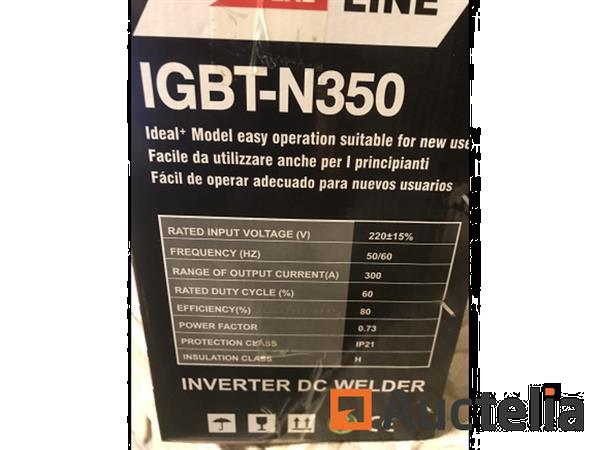 LINE
IGBT-N350
Ideal+ Model easy operation suitable for new use
Facile da utilizzare anche per I principianti
Fácil de operar adecuado para nuevos usuarios
RATED INPUT VOLTAGE (V) 220±15%
FREQUENCY (HZ) 50/60
RANGE OF OUTPUT CURRENT(A) 300
RATED DUTY CYCLE (%) 60
EFFICIENCY(%) 80
POWER FACTOR 0.73
PROTECTION CLASS IP21
INSULATION CLASS H
INVERTER DC WELDER
Auctelia
CE